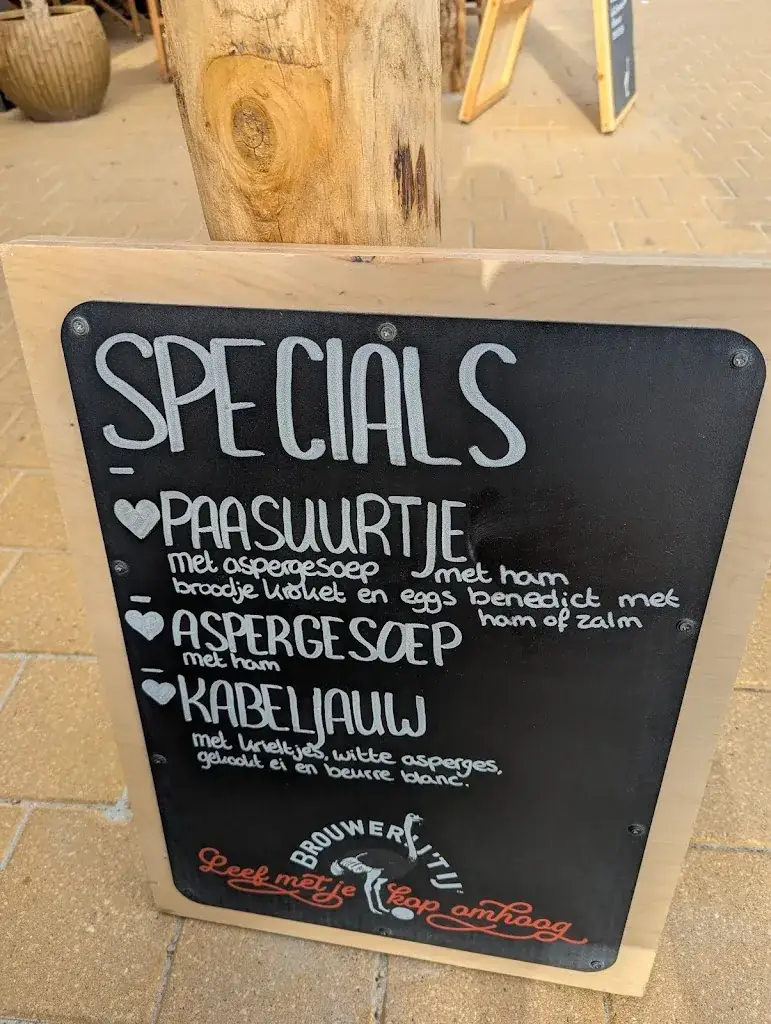 SPECIALS
PAASUURTJE
met aspergesoep met ham
broodje kroket en eggs benedict met
ham of zalm
ASPERGESOEP
met ham
KABELJAUW
met krieltjes, witte asperges,
gekookt ei en beurre blanc.
BROUWERIJ 'T IJ
Leef met je kop omhoog